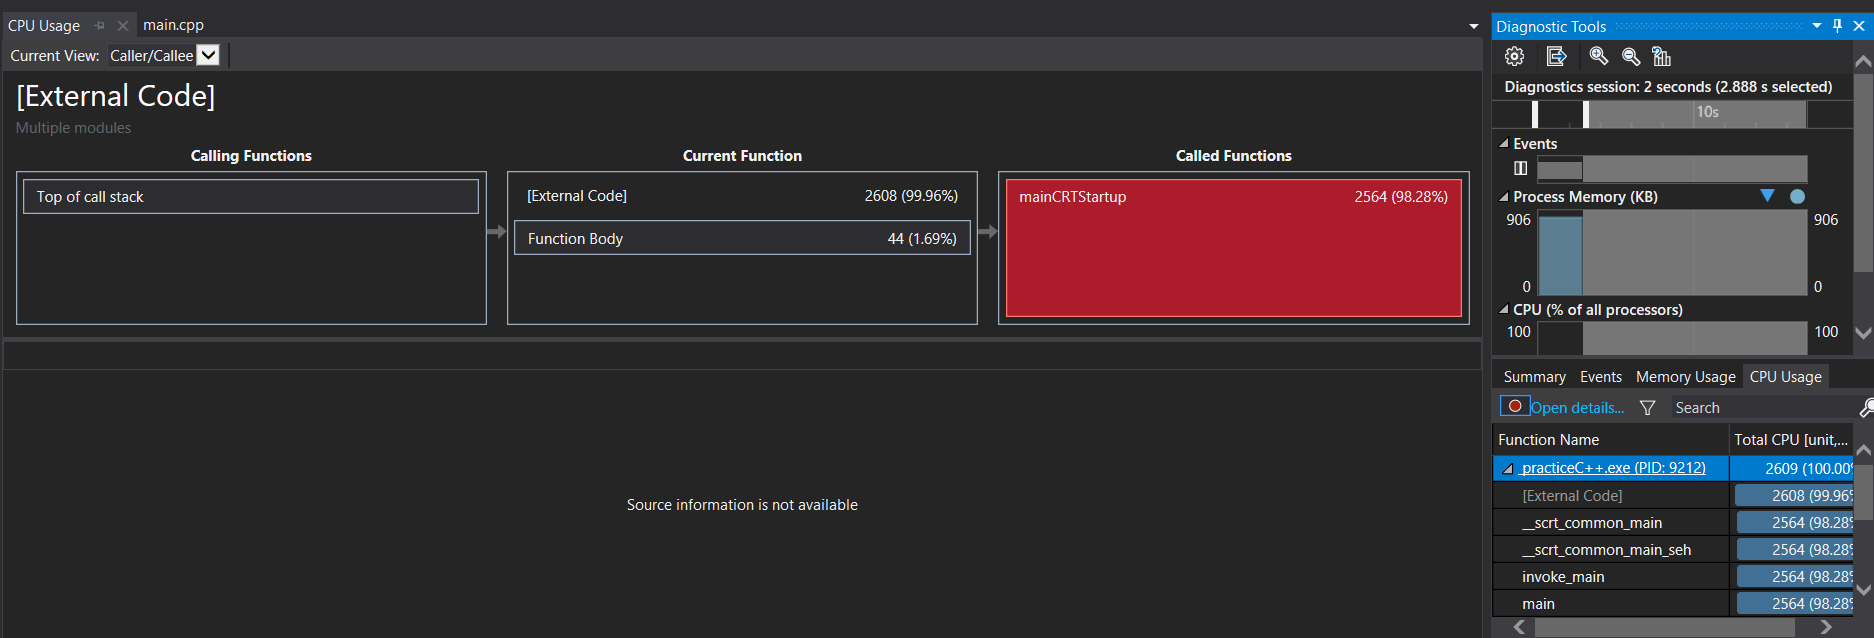 CPU Usage
main.cpp
Current View: Caller/Callee
[External Code]
Multiple modules
Calling Functions
Current Function
Called Functions
Top of call stack
[External Code] 2608 (99.96%)
Function Body 44 (1.69%)
mainCRTStartup 2564 (98.28%)
Source information is not available
Diagnostic Tools
Diagnostics session: 2 seconds (2.888 s selected)
10s
Events
Process Memory (KB)
906 906
0 0
CPU (% of all processors)
100 100
Summary Events Memory Usage CPU Usage
Open details... Search
Function Name Total CPU [unit,...
practiceC++.exe (PID: 9212) 2609 (100.00%
[External Code] 2608 (99.96%
__scrt_common_main 2564 (98.28%
__scrt_common_main_seh 2564 (98.28%
invoke_main 2564 (98.28%
main 2564 (98.28%